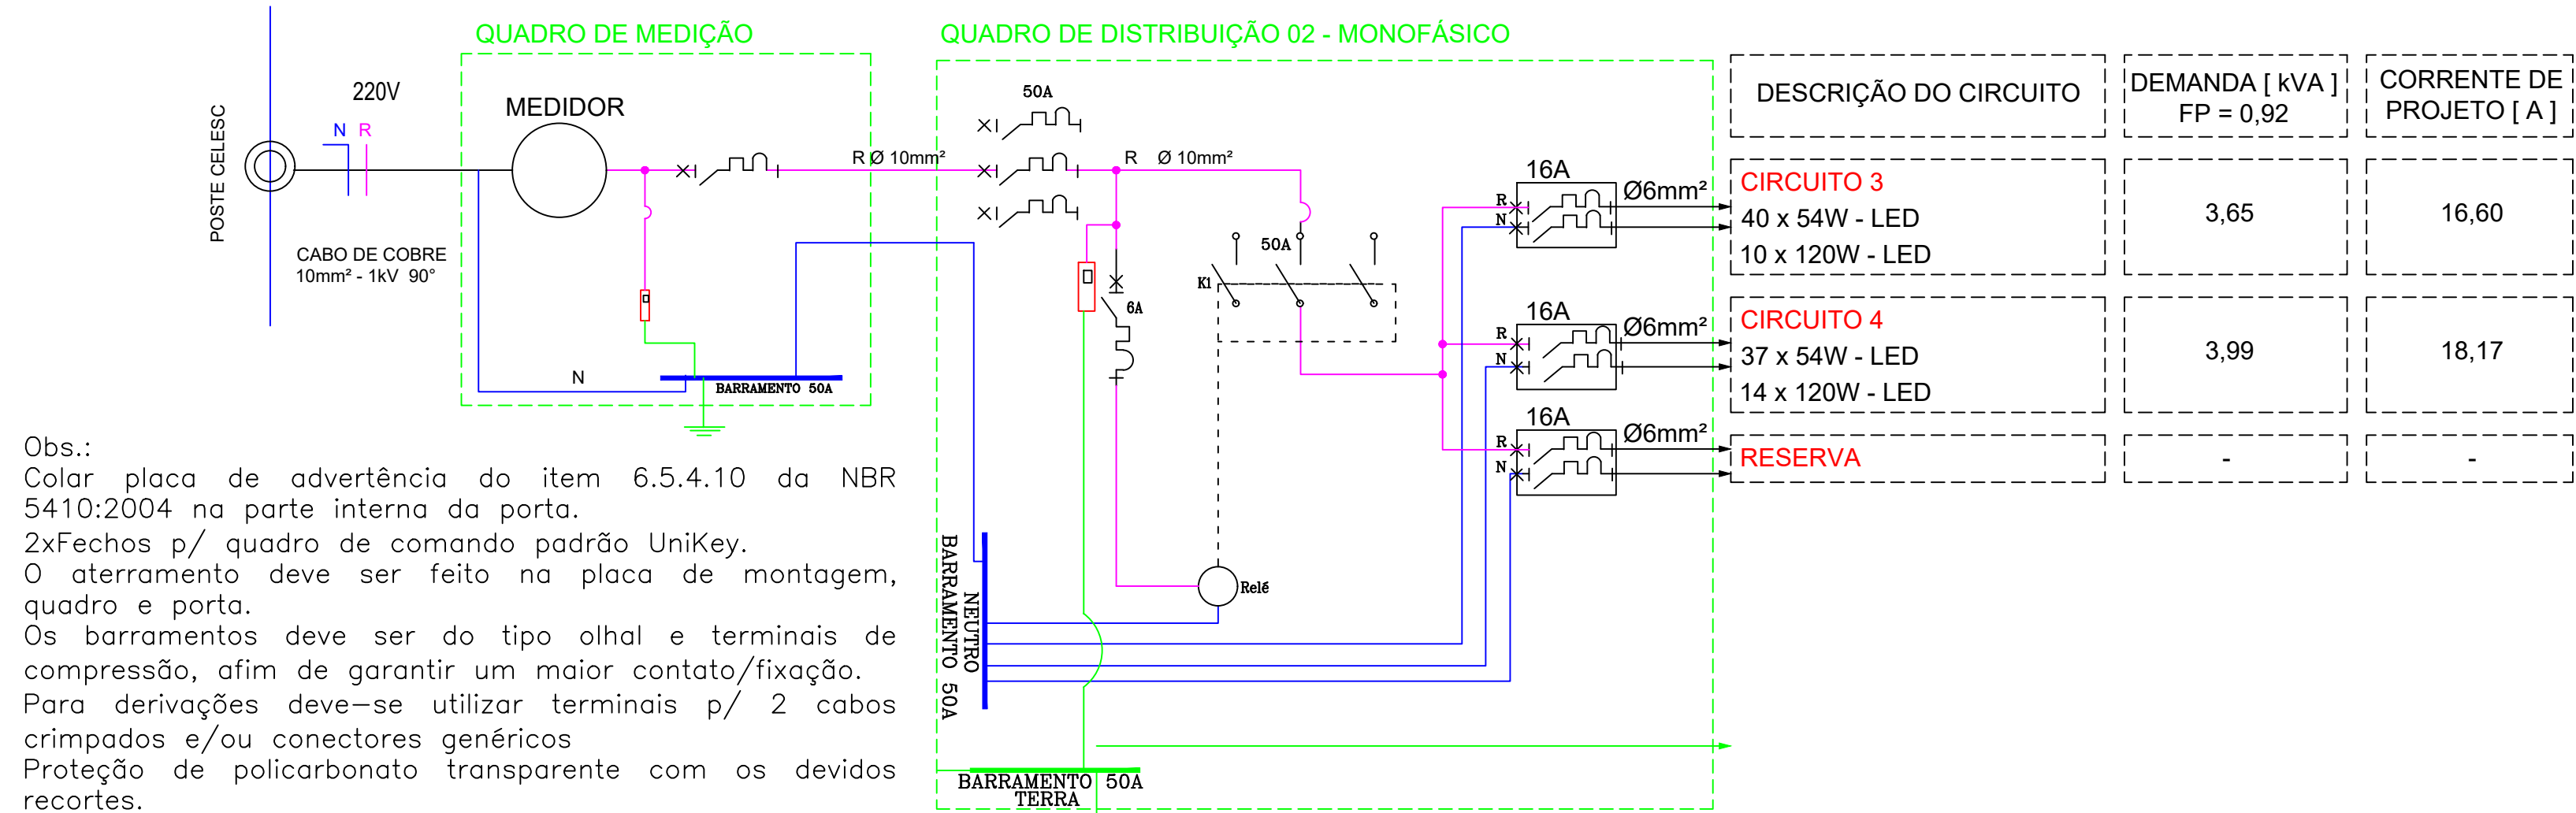 QUADRO DE MEDIÇÃO
QUADRO DE DISTRIBUIÇÃO 02 - MONOFÁSICO
POSTE CELESC
220V
N R
CABO DE COBRE
10mm² - 1kV 90°
MEDIDOR
R Ø 10mm²
N
BARRAMENTO 50A
50A
R Ø 10mm²
6A
50A
K1
Relé
NEUTRO
BARRAMENTO 50A
BARRAMENTO 50A
TERRA
16A
R
N
Ø6mm²
16A
R
N
Ø6mm²
16A
R
N
Ø6mm²
DESCRIÇÃO DO CIRCUITO
DEMANDA [ kVA ]
FP = 0,92
CORRENTE DE
PROJETO [ A ]
CIRCUITO 3
40 x 54W - LED
10 x 120W - LED
3,65
16,60
CIRCUITO 4
37 x 54W - LED
14 x 120W - LED
3,99
18,17
RESERVA
-
-
Obs.:
Colar placa de advertência do item 6.5.4.10 da NBR
5410:2004 na parte interna da porta.
2xFechos p/ quadro de comando padrão UniKey.
O aterramento deve ser feito na placa de montagem,
quadro e porta.
Os barramentos deve ser do tipo olhal e terminais de
compressão, afim de garantir um maior contato/fixação.
Para derivações deve-se utilizar terminais p/ 2 cabos
crimpados e/ou conectores genéricos
Proteção de policarbonato transparente com os devidos
recortes.